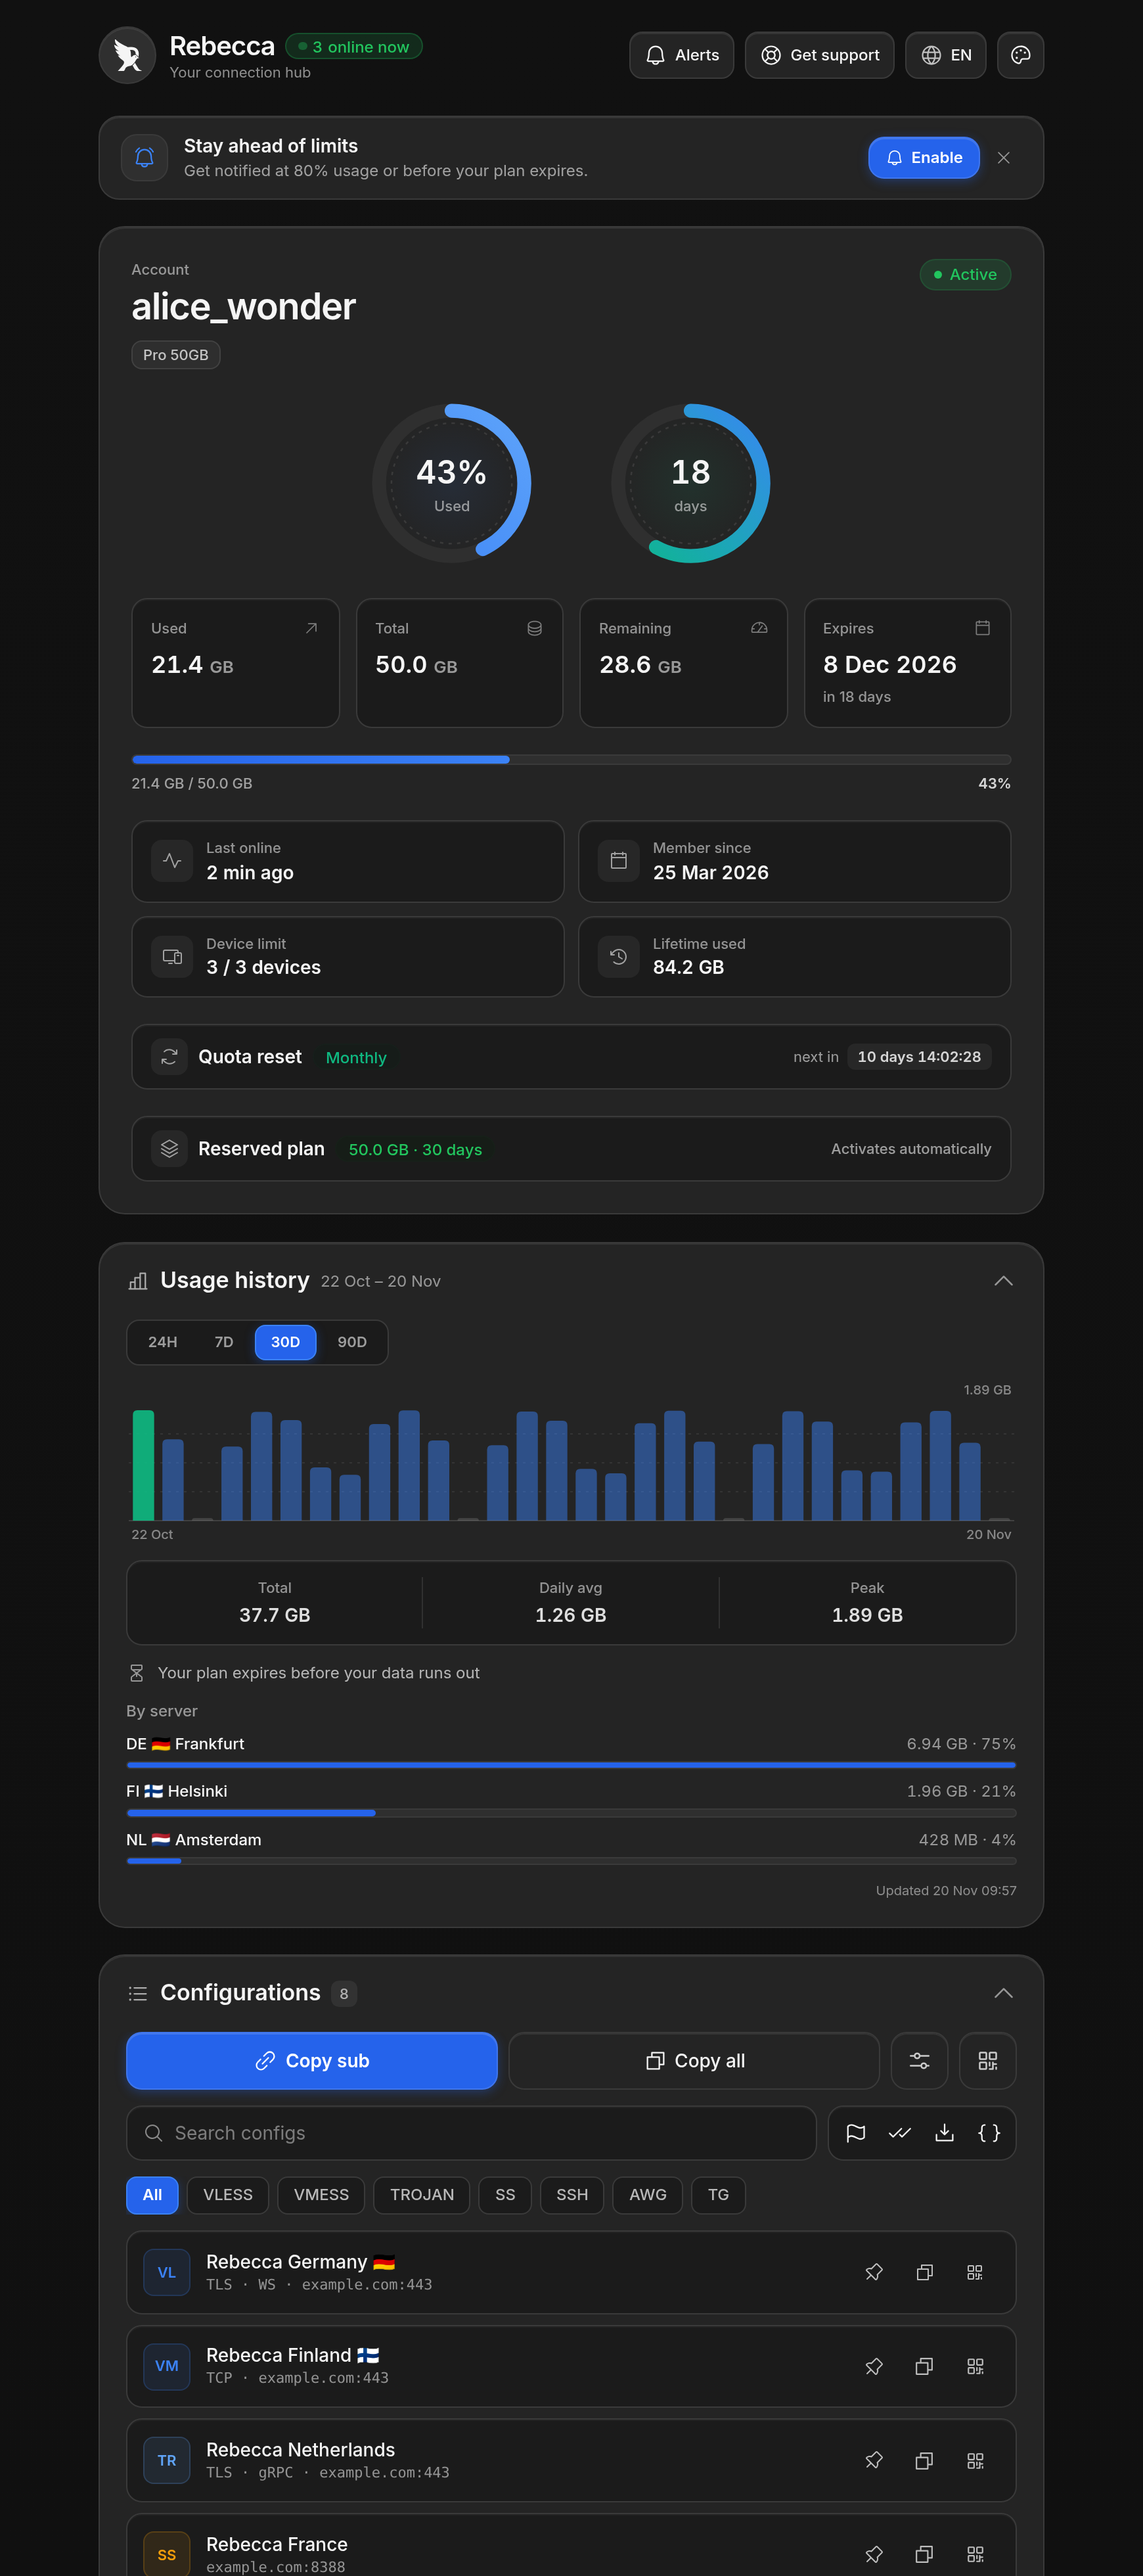 Rebecca
3 online now
Your connection hub
Alerts
Get support
EN
Stay ahead of limits
Get notified at 80% usage or before your plan expires.
Enable
Account
alice_wonder
Active
Pro 50GB
43%
Used
18
days
Used
21.4 GB
Total
50.0 GB
Remaining
28.6 GB
Expires
8 Dec 2026
in 18 days
21.4 GB / 50.0 GB
43%
Last online
2 min ago
Member since
25 Mar 2026
Device limit
3 / 3 devices
Lifetime used
84.2 GB
Quota reset
Monthly
next in
10 days 14:02:28
Reserved plan
50.0 GB · 30 days
Activates automatically
Usage history
22 Oct – 20 Nov
24H
7D
30D
90D
1.89 GB
22 Oct
20 Nov
Total
37.7 GB
Daily avg
1.26 GB
Peak
1.89 GB
Your plan expires before your data runs out
By server
DE 🇩🇪 Frankfurt
6.94 GB · 75%
FI 🇫🇮 Helsinki
1.96 GB · 21%
NL 🇳🇱 Amsterdam
428 MB · 4%
Updated 20 Nov 09:57
Configurations
8
Copy sub
Copy all
Search configs
All
VLESS
VMESS
TROJAN
SS
SSH
AWG
TG
VL
Rebecca Germany 🇩🇪
TLS · WS · example.com:443
VM
Rebecca Finland 🇫🇮
TCP · example.com:443
TR
Rebecca Netherlands
TLS · gRPC · example.com:443
SS
Rebecca France
example.com:8388